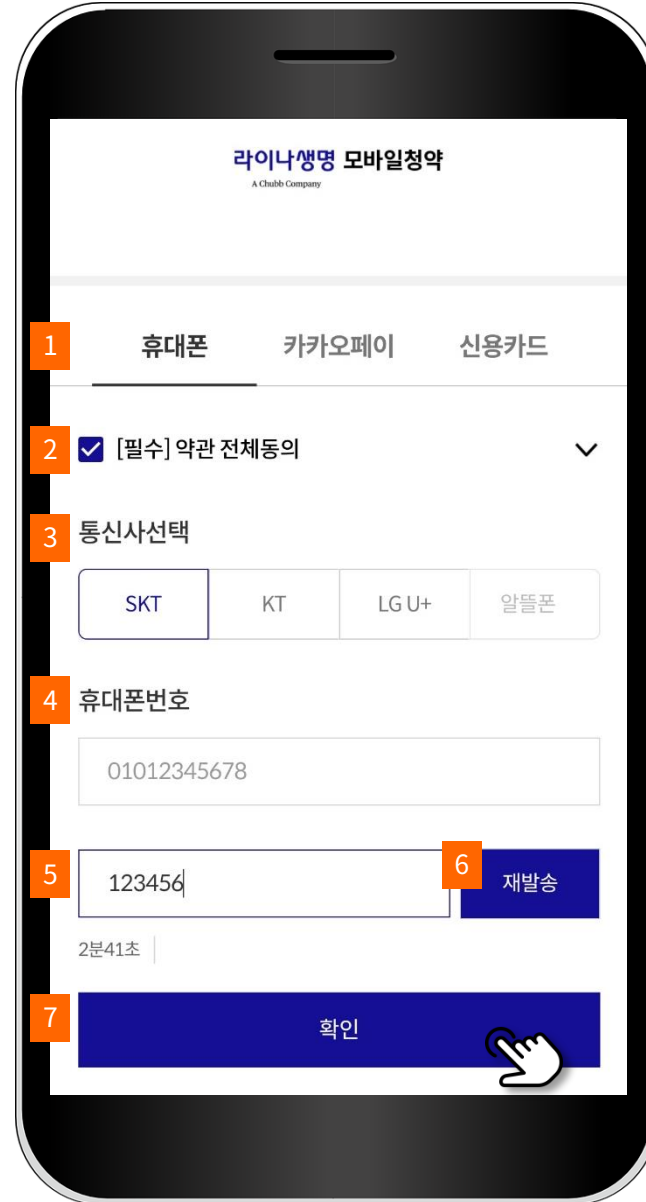 라이나생명 모바일청약
A Chubb Company
1 휴대폰 카카오페이 신용카드
2 [필수] 약관 전체동의
3 통신사선택
SKT KT LG U+ 알뜰폰
4 휴대폰번호
01012345678
5 123456 6 재발송
2분41초
7 확인